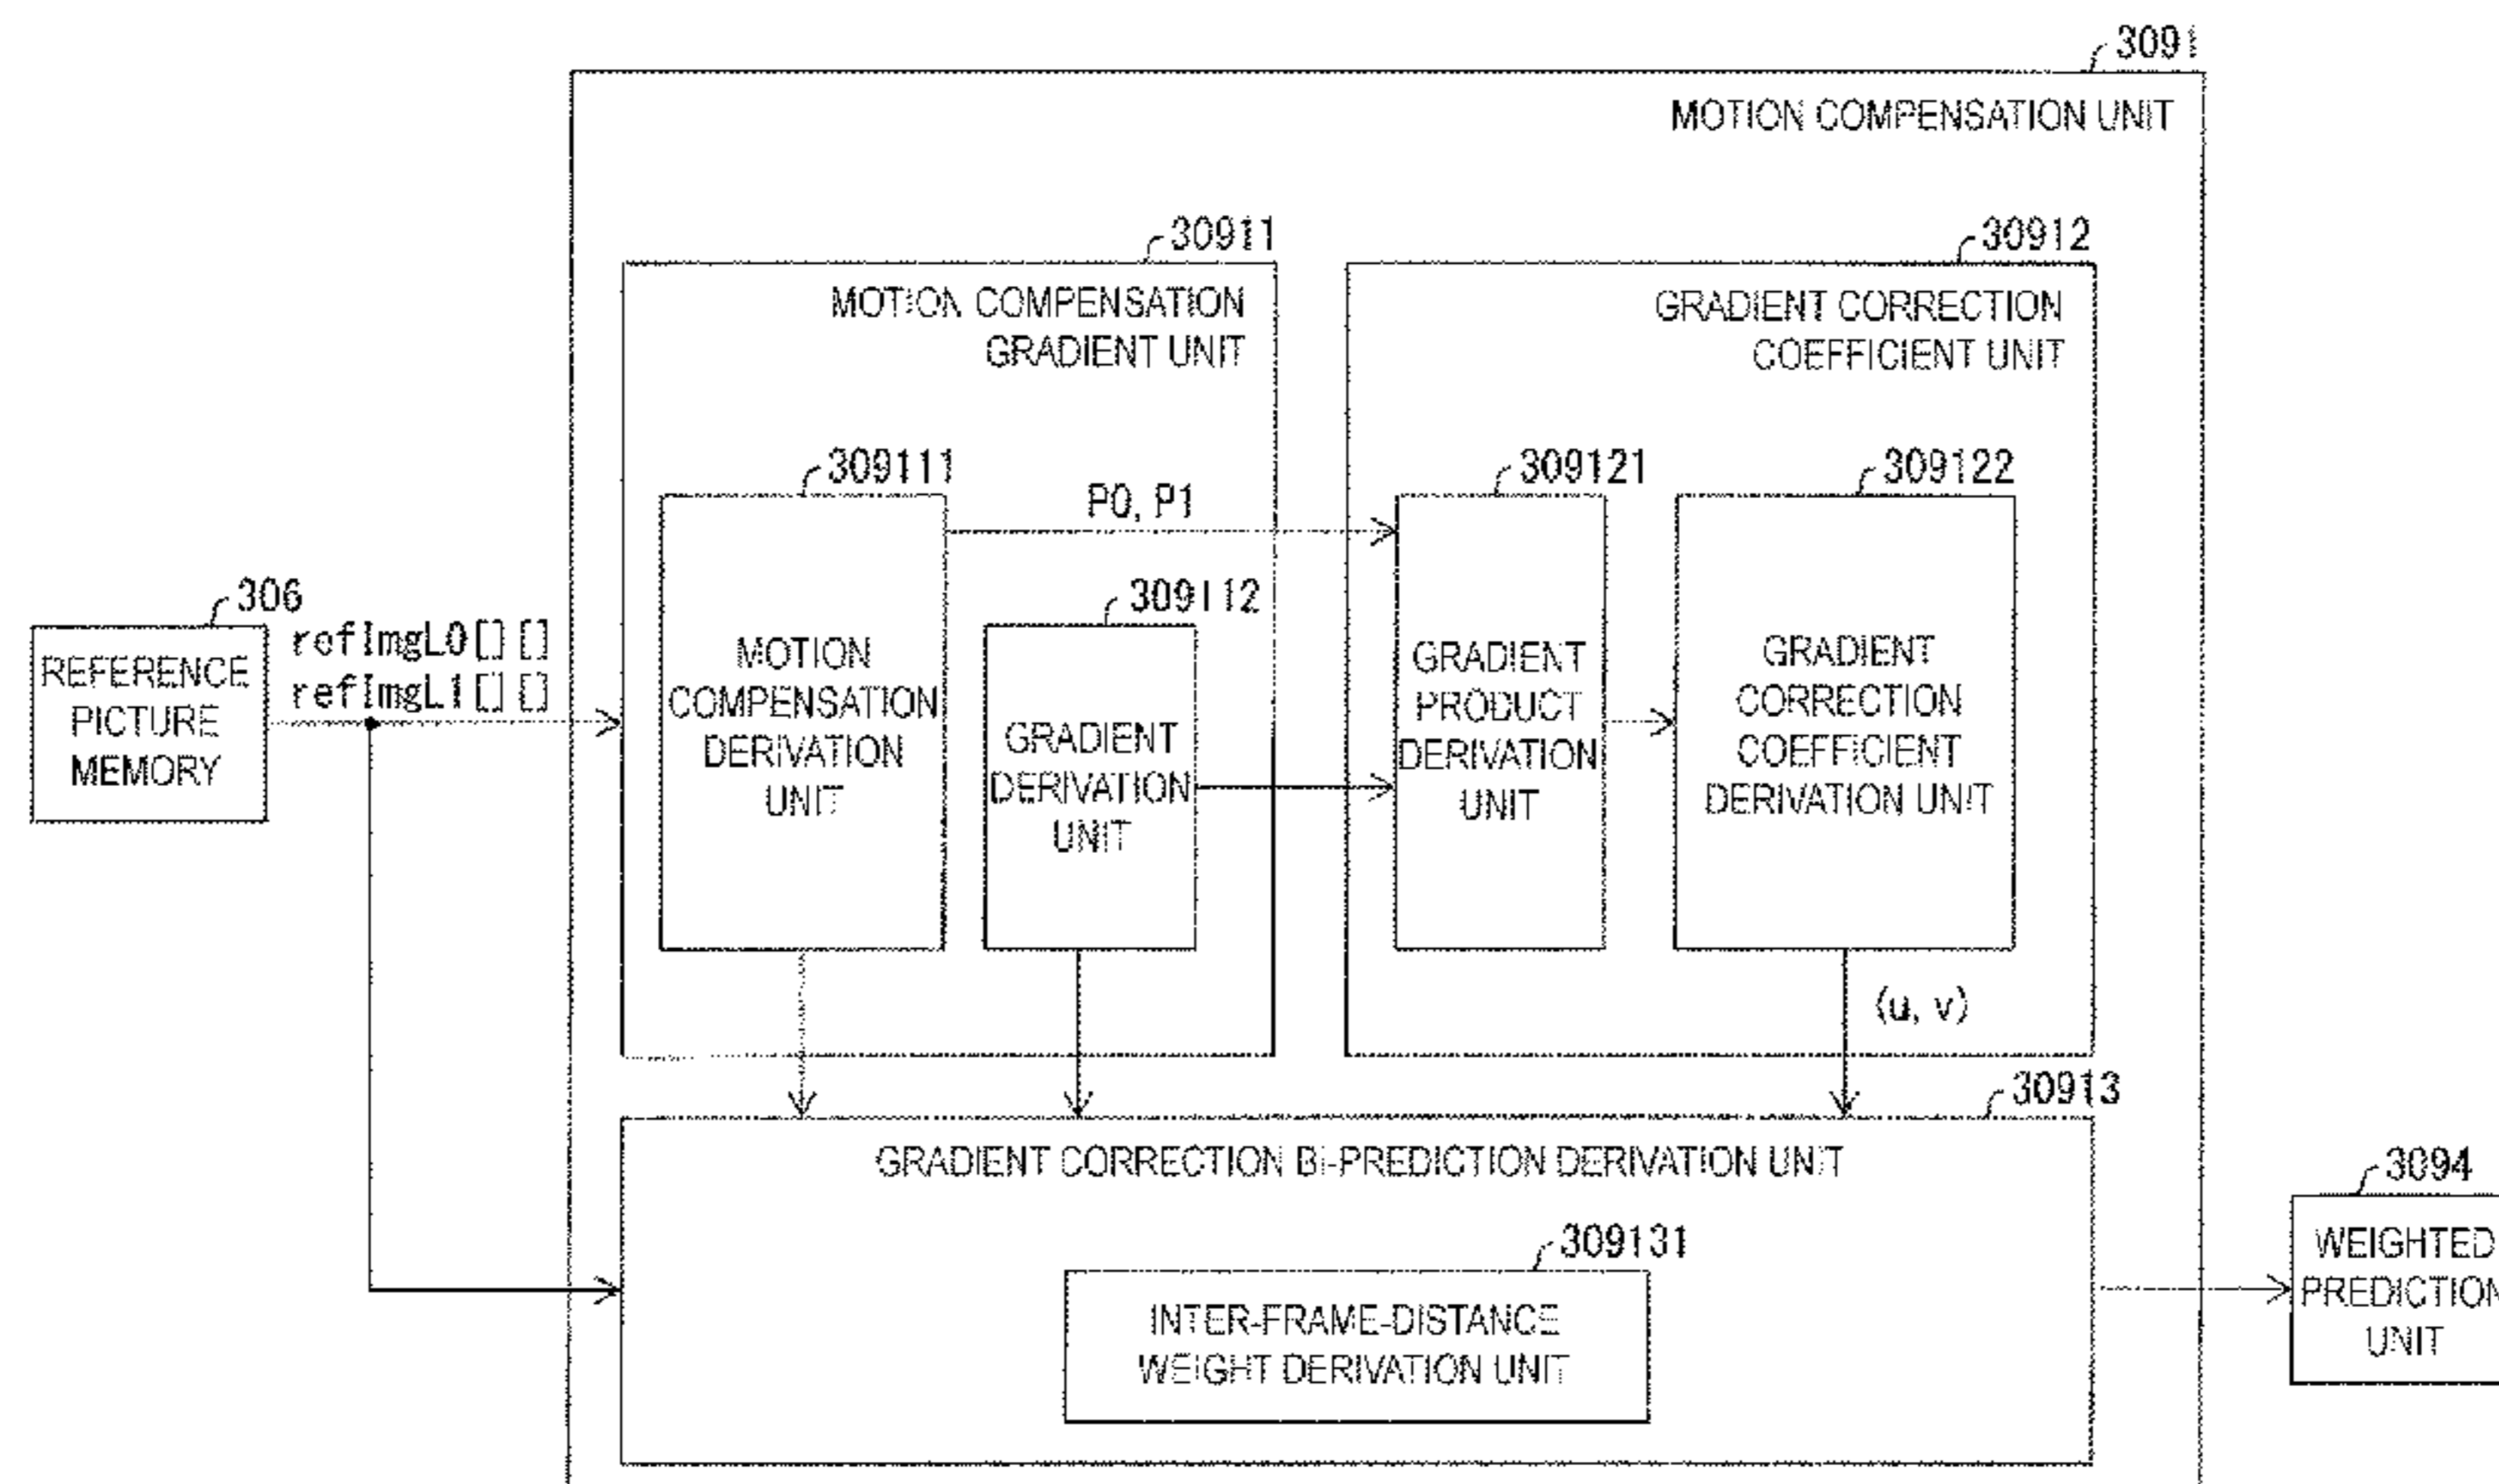 3091
MOTION COMPENSATION UNIT
30911
MOTION COMPENSATION
GRADIENT UNIT
30912
GRADIENT CORRECTION
COEFFICIENT UNIT
309111
P0, P1
309121
309122
306
REFERENCE
PICTURE
MEMORY
refImgL0[][]
refImgL1[][]
MOTION
COMPENSATION
DERIVATION
UNIT
309112
GRADIENT
DERIVATION
UNIT
GRADIENT
PRODUCT
DERIVATION
UNIT
GRADIENT
CORRECTION
COEFFICIENT
DERIVATION UNIT
(u, v)
30913
GRADIENT CORRECTION BI-PREDICTION DERIVATION UNIT
309131
INTER-FRAME-DISTANCE
WEIGHT DERIVATION UNIT
3094
WEIGHTED
PREDICTION
UNIT